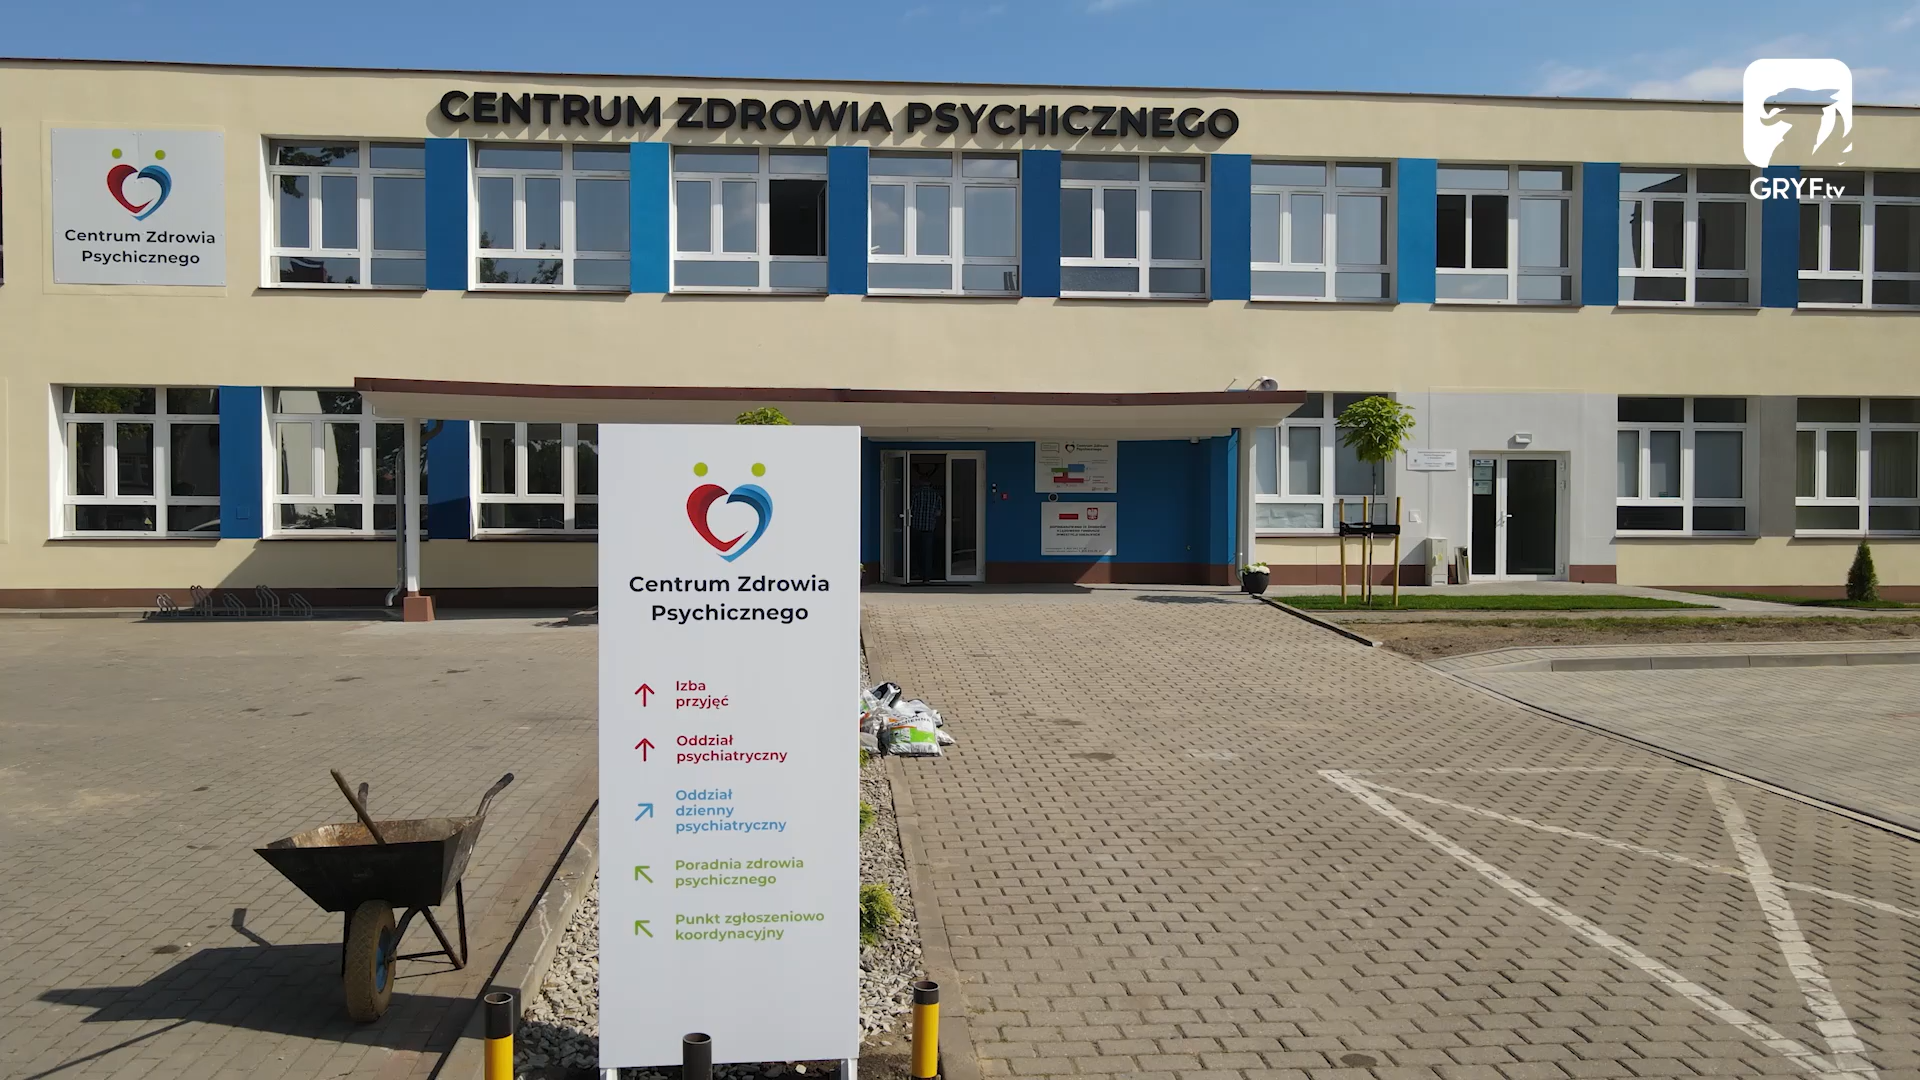 CENTRUM ZDROWIA PSYCHICZNEGO
GRYF.tv
Centrum Zdrowia
Psychicznego
Centrum Zdrowia
Psychicznego
Izba
przyjęć
Oddział
psychiatryczny
Oddział
dzienny
psychiatryczny
Poradnia zdrowia
psychicznego
Punkt zgłoszeniowo
koordynacyjny